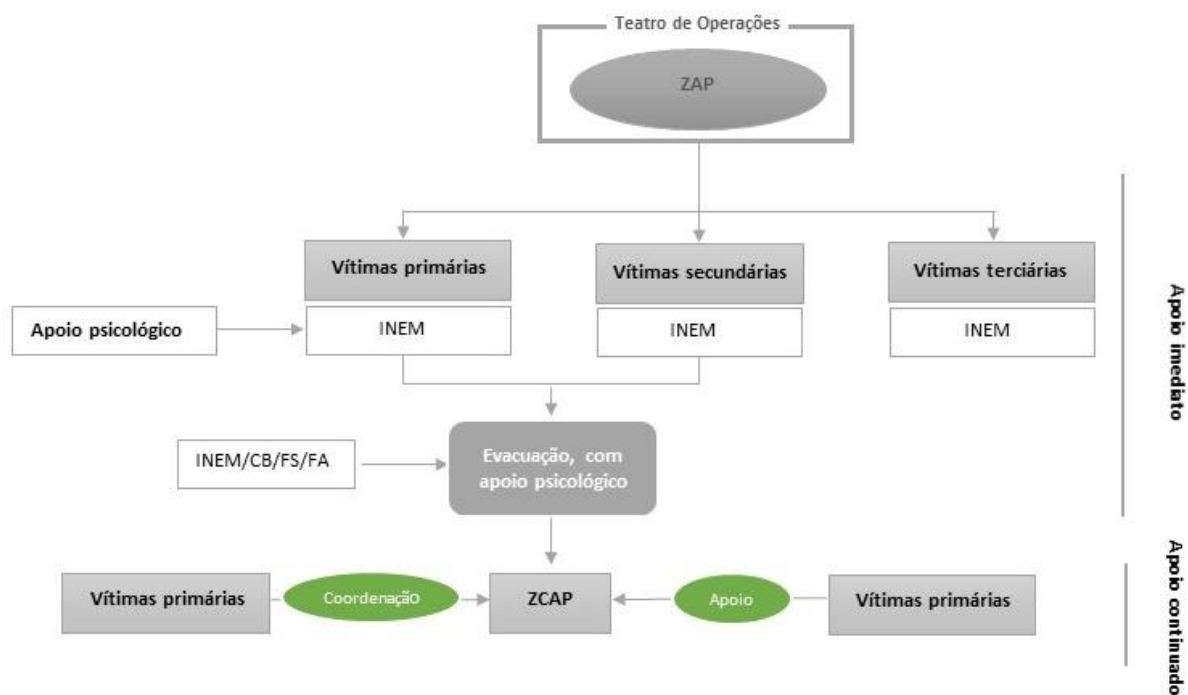 Teatro de Operações
ZAP
Vítimas primárias
Vítimas secundárias
Vítimas terciárias
Apoio psicológico
INEM
INEM
INEM
Apoio imediato
INEM/CB/FS/FA
Evacuação, com
apoio psicológico
Vítimas primárias
Coordenação
ZCAP
Apoio
Vítimas primárias
Apoio continuado